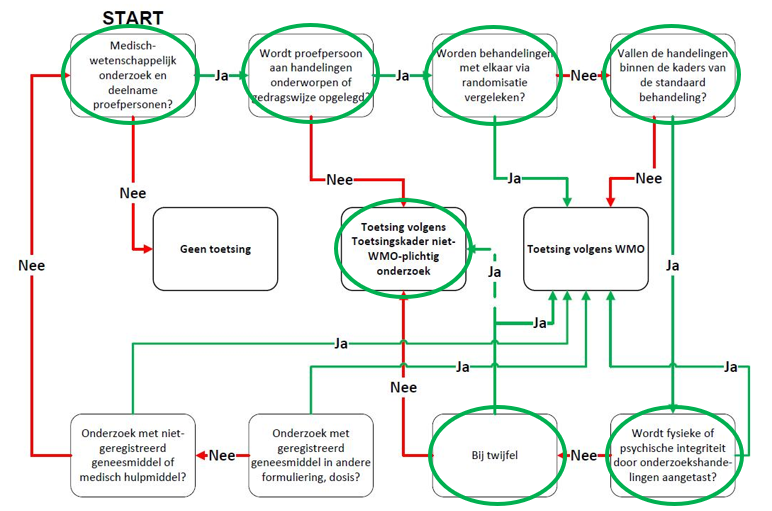 START
Medisch-
wetenschappelijk
onderzoek en
deelname
proefpersonen?
Ja
Wordt proefpersoon
aan handelingen
onderworpen of
gedragswijze opgelegd?
Ja
Worden behandelingen
met elkaar via
randomisatie
vergeleken?
Nee
Vallen de handelingen
binnen de kaders van
de standaard
behandeling?
Nee
Nee
Ja
Nee
Geen toetsing
Toetsing volgens
Toetsingskader niet-
WMO-plichtig
onderzoek
Toetsing volgens WMO
Nee
Ja
Ja
Ja
Ja
Ja
Ja
Nee
Onderzoek met niet-
geregistreerd
geneesmiddel of
medisch hulpmiddel?
Nee
Onderzoek met
geregistreerd
geneesmiddel in andere
formulering, dosis?
Bij twijfel
Nee
Wordt fysieke of
psychische integriteit
door onderzokshande-
lingen aangetast?